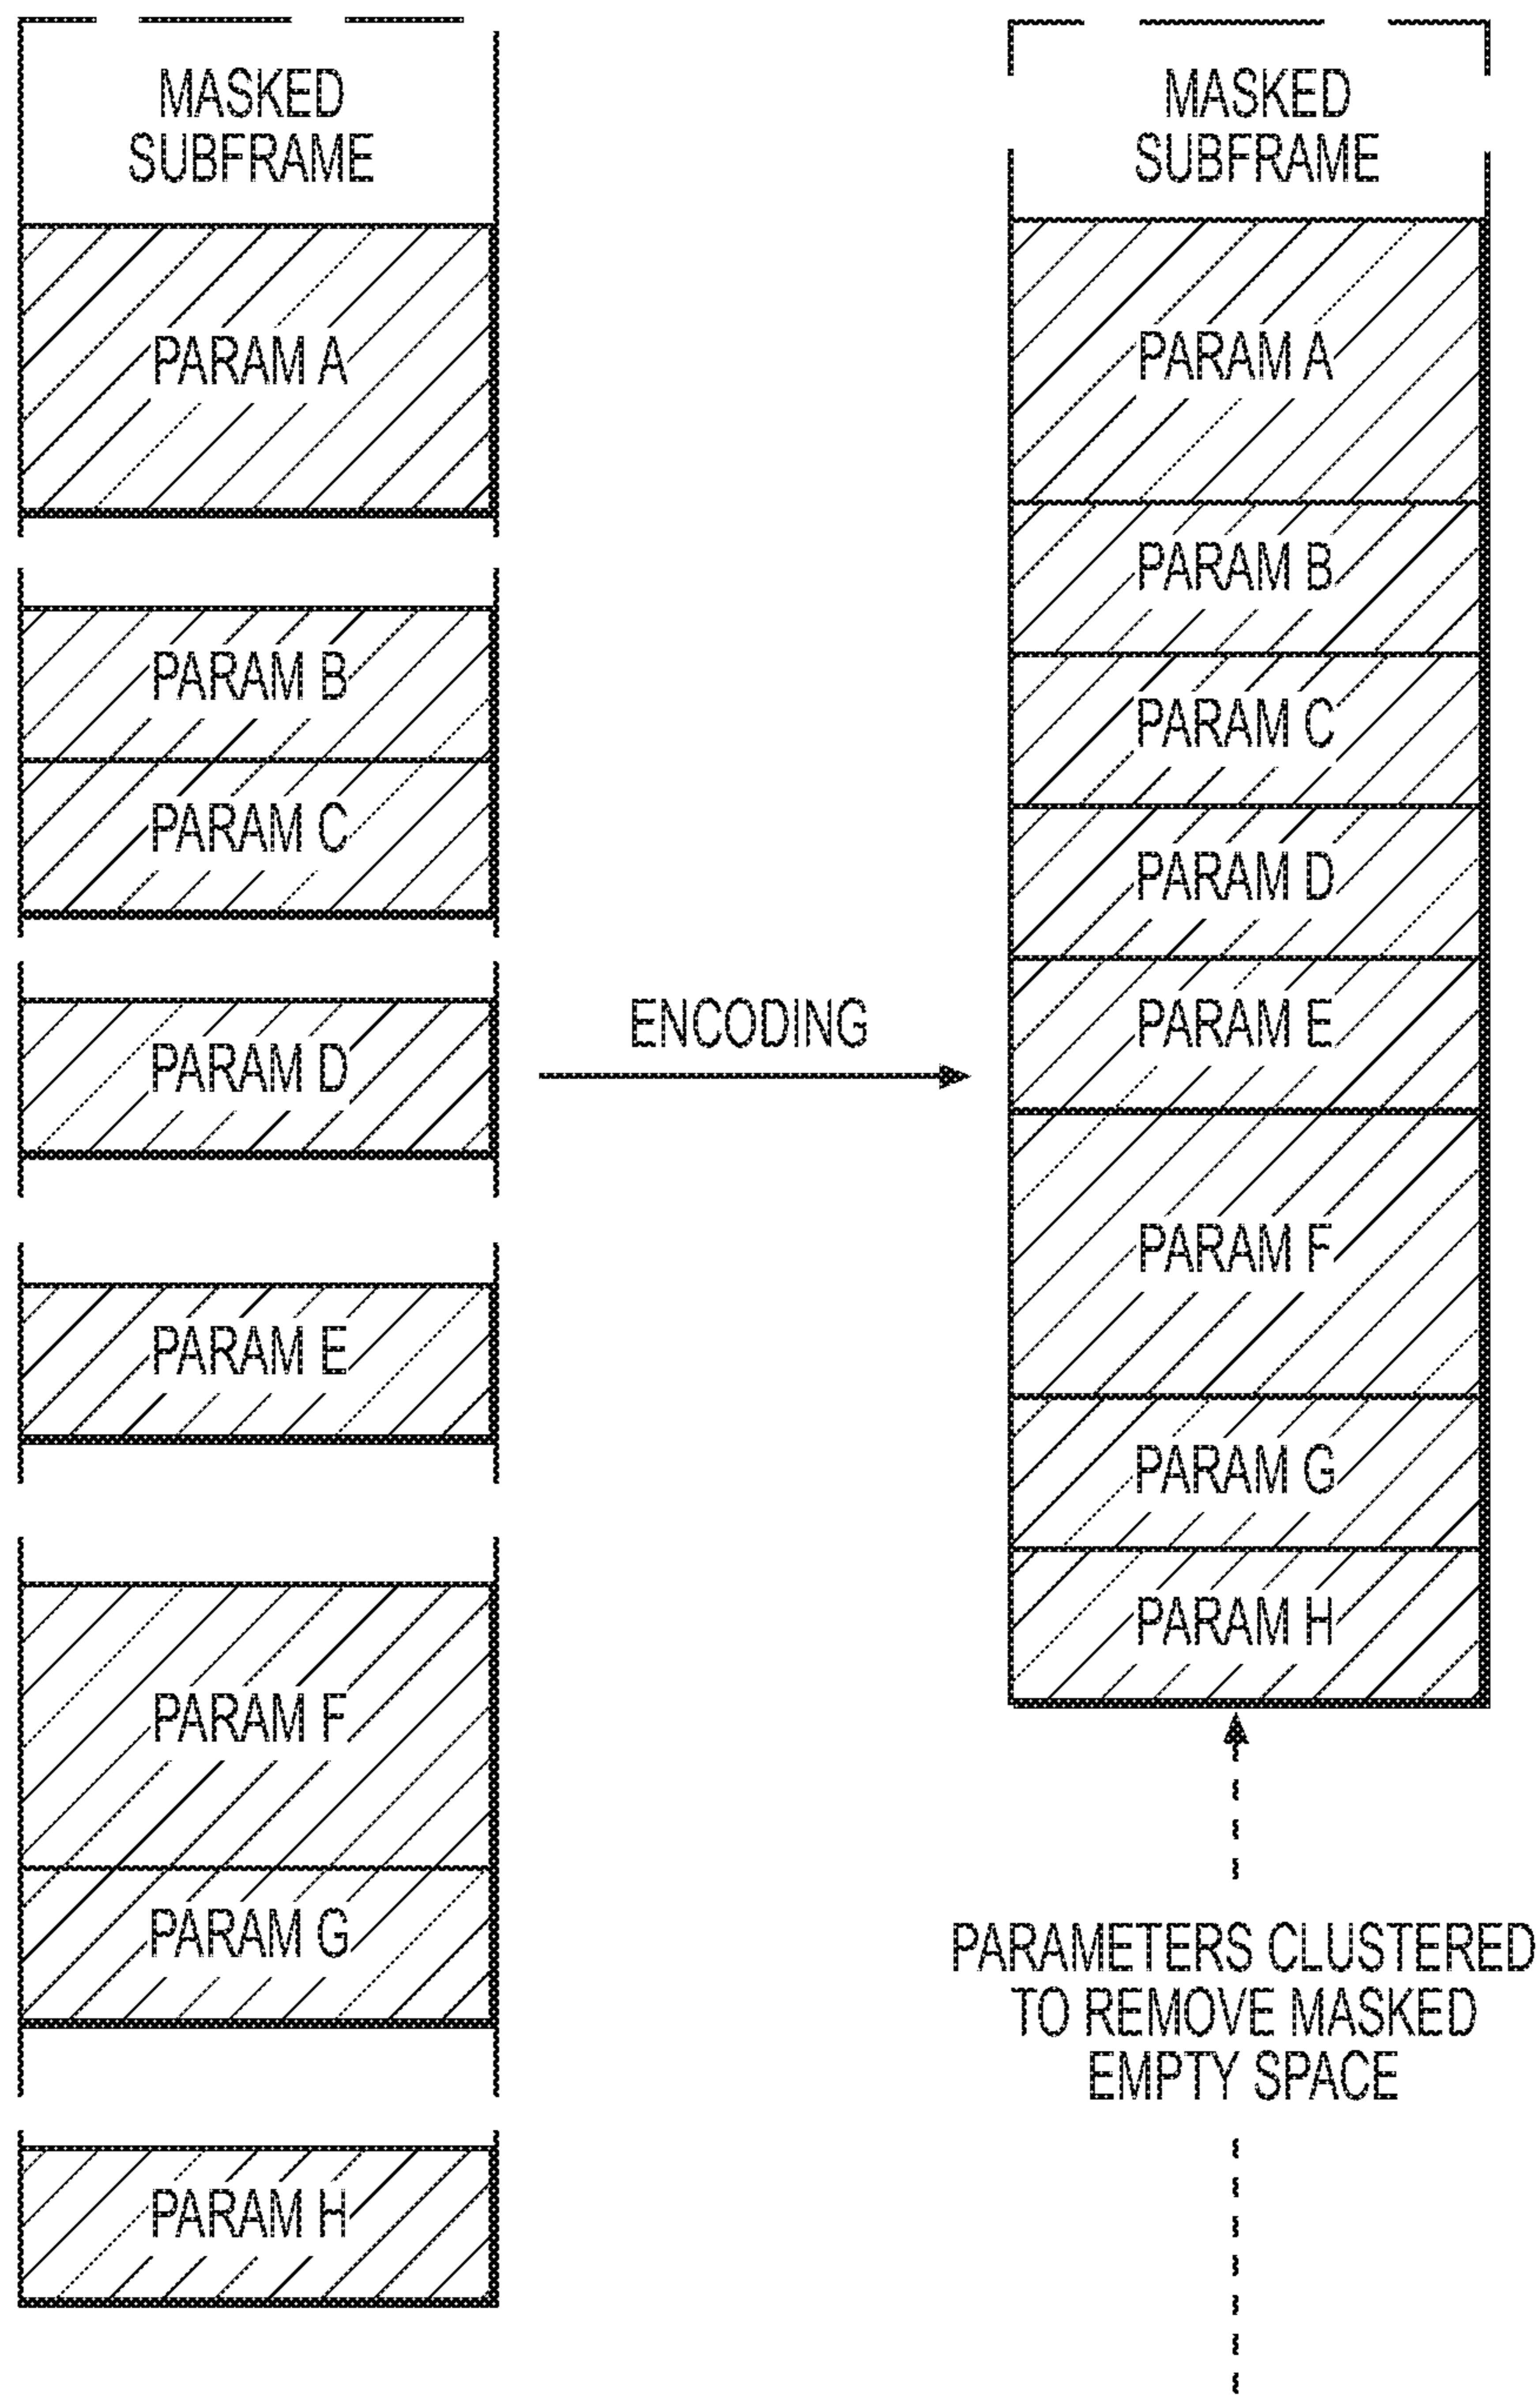 MASKED
SUBFRAME
PARAM A
PARAM B
PARAM C
PARAM D
PARAM E
PARAM F
PARAM G
PARAM H
ENCODING
MASKED
SUBFRAME
PARAM A
PARAM B
PARAM C
PARAM D
PARAM E
PARAM F
PARAM G
PARAM H
PARAMETERS CLUSTERED
TO REMOVE MASKED
EMPTY SPACE